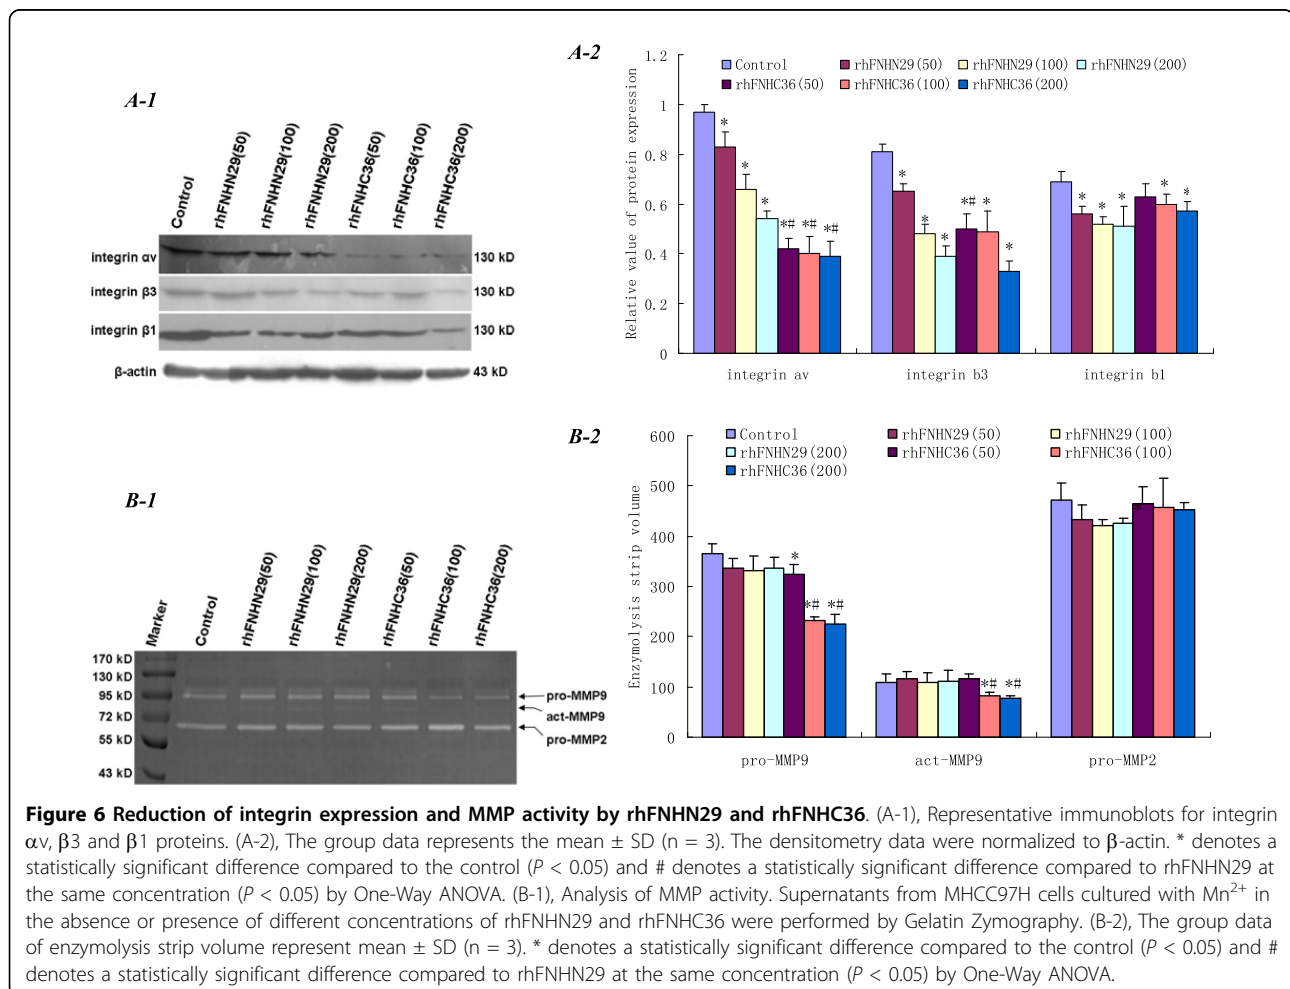 A-1
Control
rhFNHN29(50)
rhFNHN29(100)
rhFNHN29(200)
rhFNHC36(50)
rhFNHC36(100)
rhFNHC36(200)
integrin αv
130 kD
integrin β3
130 kD
integrin β1
130 kD
β-actin
43 kD
A-2
Relative value of protein expression
1.2
1
0.8
0.6
0.4
0.2
0
Control
rhFNHN29(50)
rhFNHN29(100)
rhFNHN29(200)
rhFNHC36(50)
rhFNHC36(100)
rhFNHC36(200)
*
*
*
*#
*#
*#
*
*
*
*#
*
*
*
*
*
*
*
integrin av
integrin b3
integrin b1
B-1
Marker
Control
rhFNHN29(50)
rhFNHN29(100)
rhFNHN29(200)
rhFNHC36(50)
rhFNHC36(100)
rhFNHC36(200)
170 kD
130 kD
95 kD
72 kD
55 kD
43 kD
pro-MMP9
act-MMP9
pro-MMP2
B-2
Enzymolysis strip volume
600
500
400
300
200
100
0
Control
rhFNHN29(50)
rhFNHN29(100)
rhFNHN29(200)
rhFNHC36(50)
rhFNHC36(100)
rhFNHC36(200)
*
*#
*#
*#
*#
*
pro-MMP9
act-MMP9
pro-MMP2
Figure 6 Reduction of integrin expression and MMP activity by rhFNHN29 and rhFNHC36. (A-1), Representative immunoblots for integrin
αv, β3 and β1 proteins. (A-2), The group data represents the mean ± SD (n = 3). The densitometry data were normalized to β-actin. * denotes a
statistically significant difference compared to the control (P < 0.05) and # denotes a statistically significant difference compared to rhFNHN29 at
the same concentration (P < 0.05) by One-Way ANOVA. (B-1), Analysis of MMP activity. Supernatants from MHCC97H cells cultured with Mn²⁺ in
the absence or presence of different concentrations of rhFNHN29 and rhFNHC36 were performed by Gelatin Zymography. (B-2), The group data
of enzymolysis strip volume represent mean ± SD (n = 3). * denotes a statistically significant difference compared to the control (P < 0.05) and #
denotes a statistically significant difference compared to rhFNHN29 at the same concentration (P < 0.05) by One-Way ANOVA.